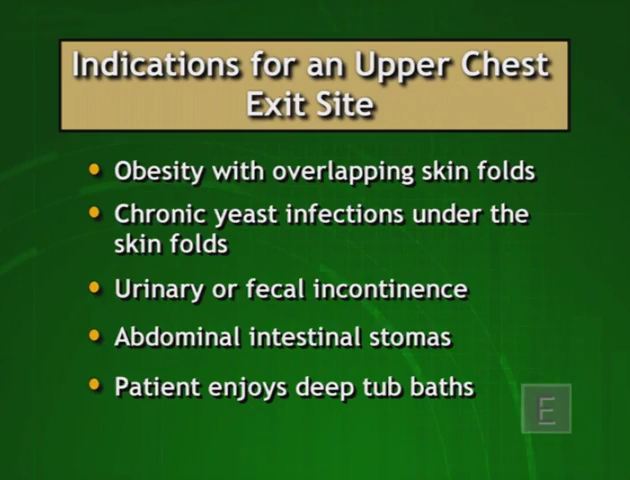 Indications for an Upper Chest
Exit Site
• Obesity with overlapping skin folds
• Chronic yeast infections under the
skin folds
• Urinary or fecal incontinence
• Abdominal intestinal stomas
• Patient enjoys deep tub baths
E